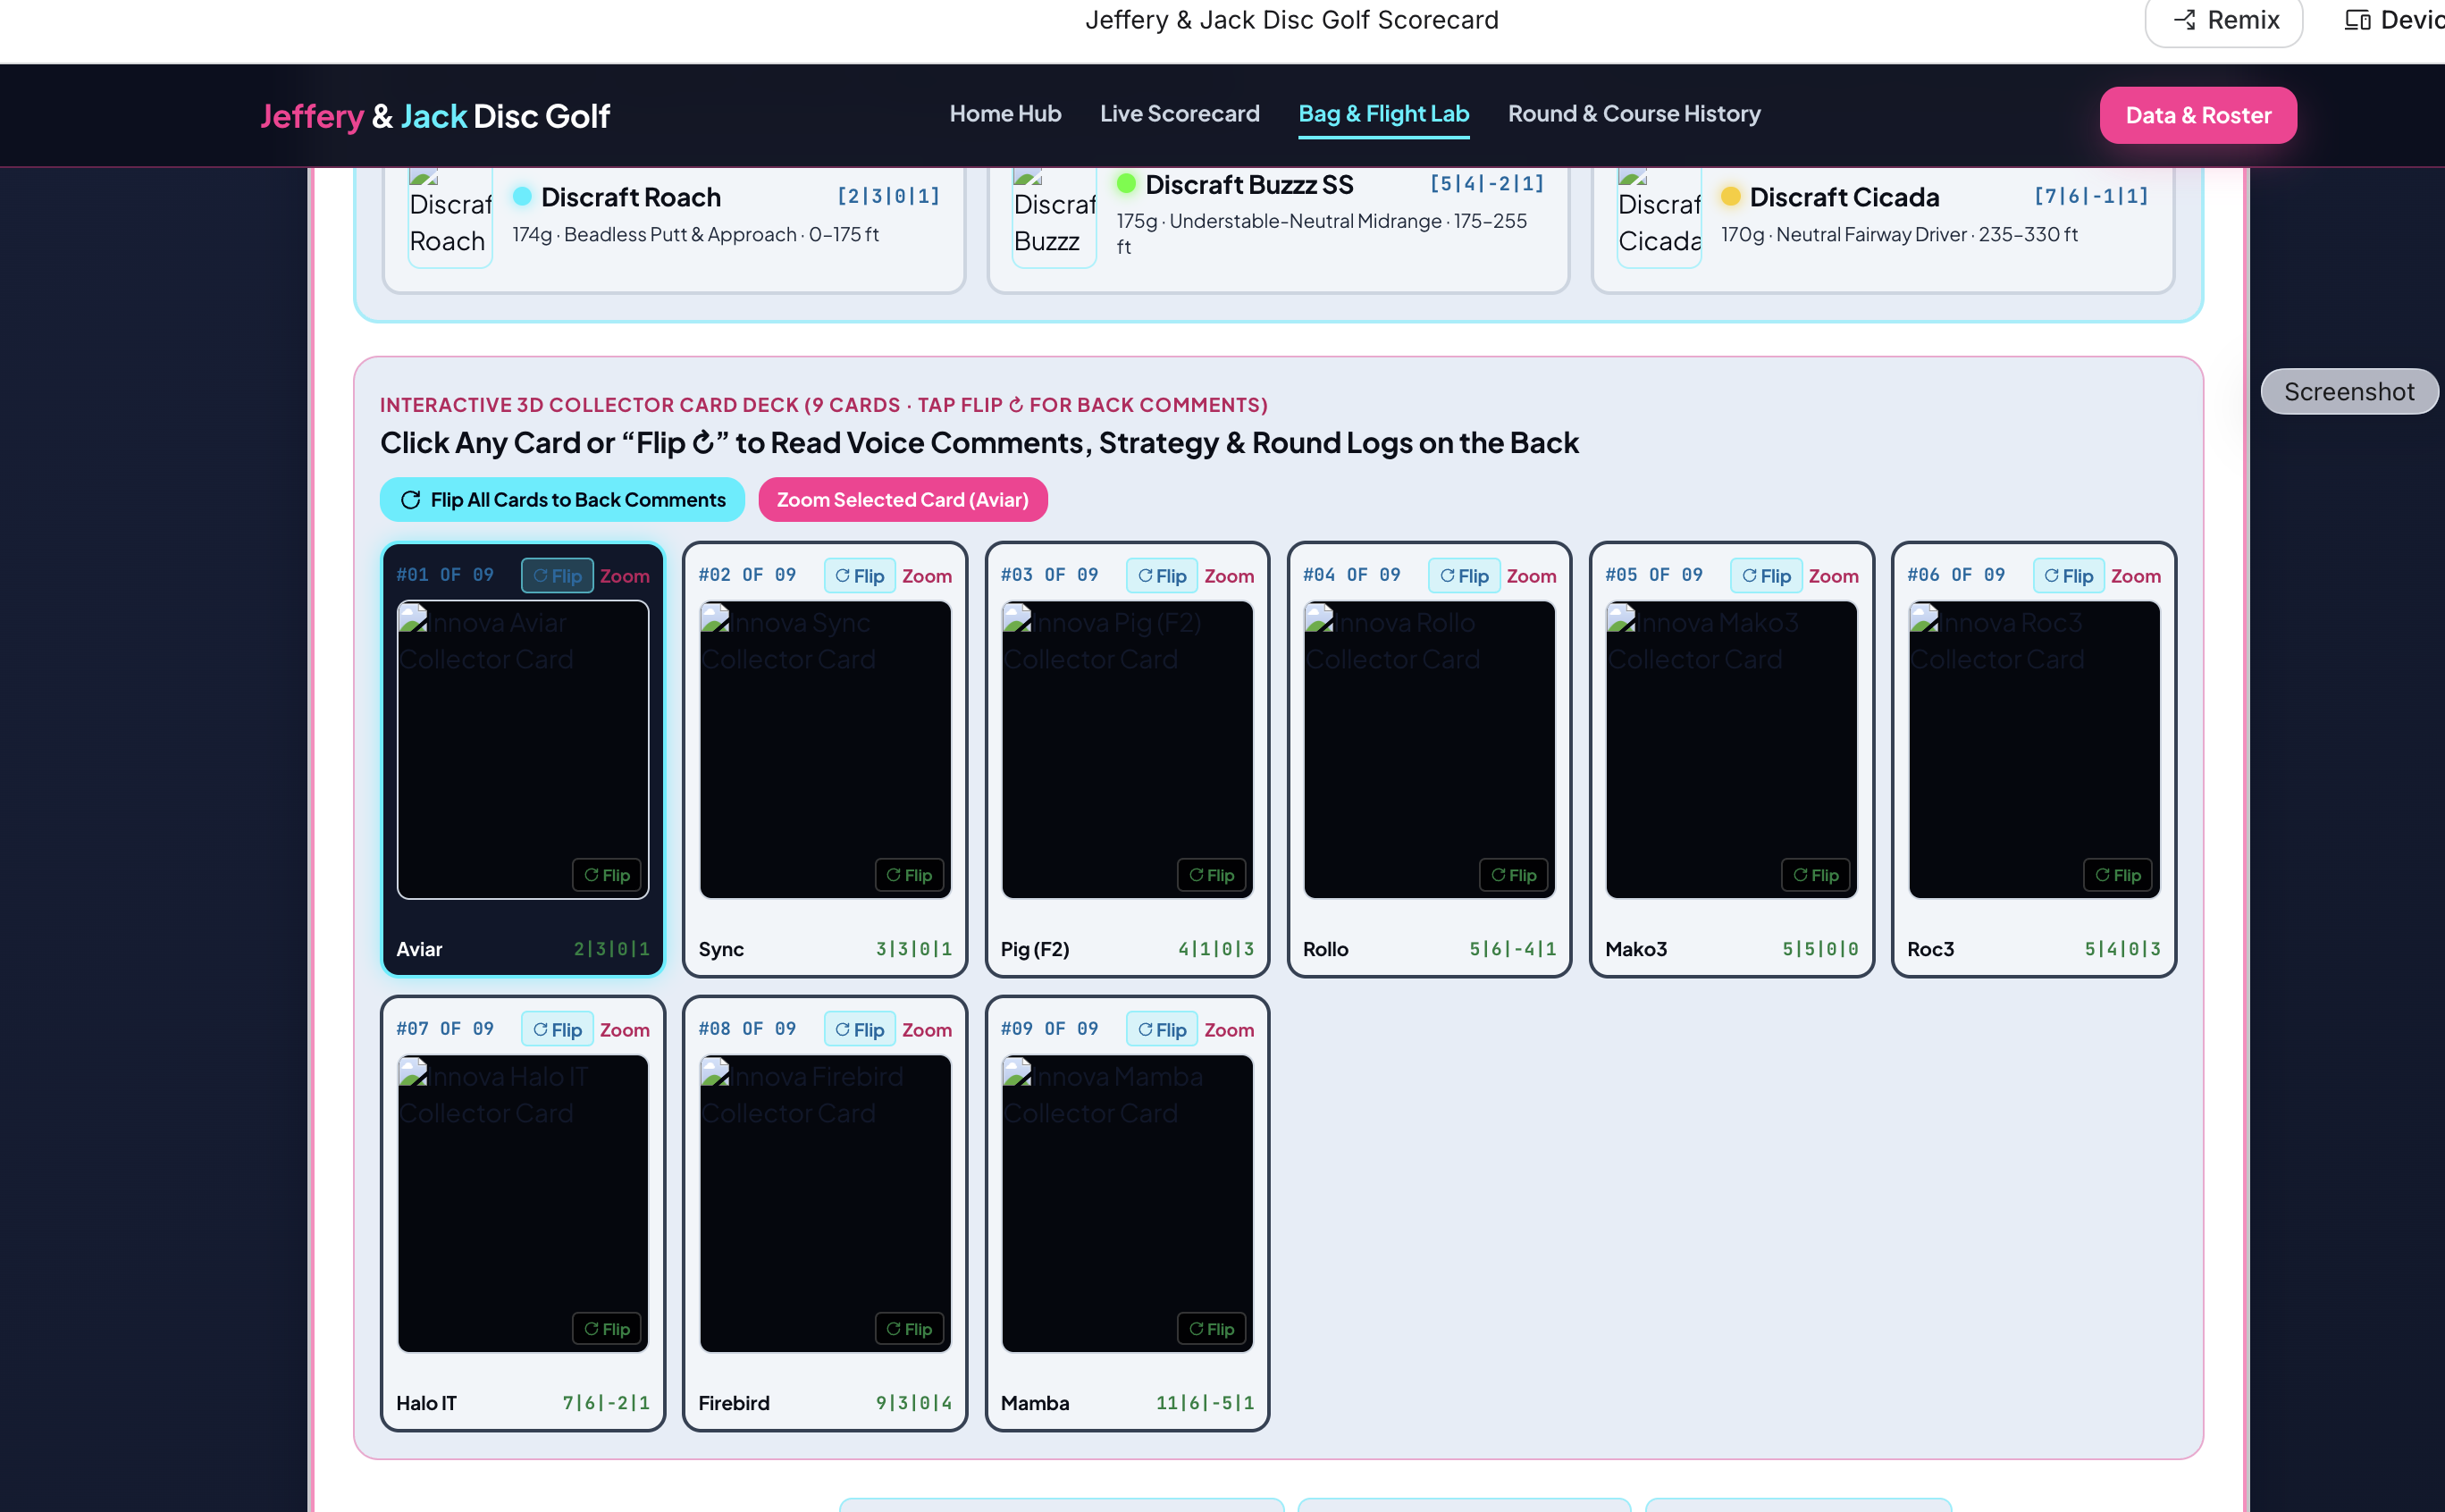 Jeffery & Jack Disc Golf Scorecard
Remix
Devic
Jeffery & Jack Disc Golf
Home Hub
Live Scorecard
Bag & Flight Lab
Round & Course History
Data & Roster
Discraf
Roach
Discraft Roach
[2|3|0|1]
174g · Beadless Putt & Approach · 0–175 ft
Discraf
Buzzz
Discraft Buzzz SS
[5|4|-2|1]
175g · Understable-Neutral Midrange · 175–255
ft
Discraf
Cicada
Discraft Cicada
[7|6|-1|1]
170g · Neutral Fairway Driver · 235–330 ft
Screenshot
INTERACTIVE 3D COLLECTOR CARD DECK (9 CARDS · TAP FLIP ↻ FOR BACK COMMENTS)
Click Any Card or “Flip ↻” to Read Voice Comments, Strategy & Round Logs on the Back
Flip All Cards to Back Comments
Zoom Selected Card (Aviar)
#01 OF 09 Flip Zoom
Innova Aviar
Collector Card
Flip
Aviar 2|3|0|1
#02 OF 09 Flip Zoom
Innova Sync
Collector Card
Flip
Sync 3|3|0|1
#03 OF 09 Flip Zoom
Innova Pig (F2)
Collector Card
Flip
Pig (F2) 4|1|0|3
#04 OF 09 Flip Zoom
Innova Rollo
Collector Card
Flip
Rollo 5|6|-4|1
#05 OF 09 Flip Zoom
Innova Mako3
Collector Card
Flip
Mako3 5|5|0|0
#06 OF 09 Flip Zoom
Innova Roc3
Collector Card
Flip
Roc3 5|4|0|3
#07 OF 09 Flip Zoom
Innova Halo IT
Collector Card
Flip
Halo IT 7|6|-2|1
#08 OF 09 Flip Zoom
Innova Firebird
Collector Card
Flip
Firebird 9|3|0|4
#09 OF 09 Flip Zoom
Innova Mamba
Collector Card
Flip
Mamba 11|6|-5|1